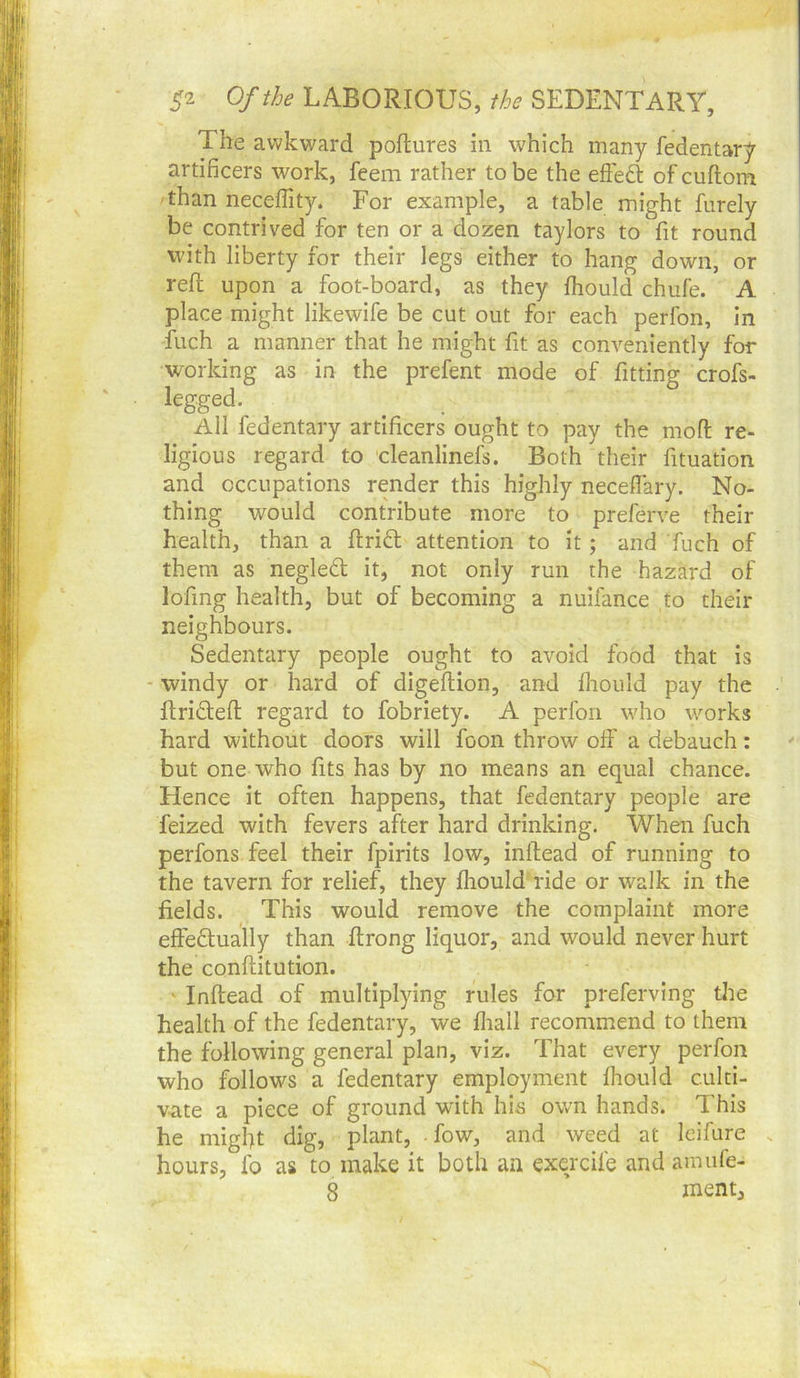 52 Of the LABORIOUS, the SEDENTARY,
The awkward poſtures in which many ſedentary
artificers work, ſeem rather to be the effect of cuſtom
than neceſſity. For example, a table might ſurely
be contrived for ten or a dozen taylors to ſit round
with liberty for their legs either to hang down, or
reſt upon a foot-board, as they ſhould chuſe. A
place might likewiſe be cut out for each perſon, in
ſuch a manner that he might ſit as conveniently for
working as in the preſent mode of ſitting croſs-
legged.
All ſedentary artificers ought to pay the moſt re-
ligious regard to cleanlineſs. Both their ſituation
and occupations render this highly neceſſary. No-
thing would contribute more to preſerve their
health, than a ſtrict attention to it; and ſuch of
them as neglect it, not only run the hazard of
loſing health, but of becoming a nuiſance to their
neighbours.
Sedentary people ought to avoid food that is
windy or hard of digeſtion, and ſhould pay the
ſtricteſt regard to ſobriety. A perſon who works
hard without doors will ſoon throw off a debauch:
but one who ſits has by no means an equal chance.
Hence it often happens, that ſedentary people are
ſeized with fevers after hard drinking. When ſuch
perſons feel their ſpirits low, inſtead of running to
the tavern for relief, they ſhould ride or walk in the
fields. This would remove the complaint more
effectually than ſtrong liquor, and would never hurt
the conſtitution.
Inſtead of multiplying rules for preſerving the
health of the ſedentary, we ſhall recommend to them
the following general plan, viz. That every perſon
who follows a ſedentary employment ſhould culti-
vate a piece of ground with his own hands. This
he might dig, plant, ſow, and weed at leiſure
hours, ſo as to make it both an exerciſe and amuſe-
8 ment,